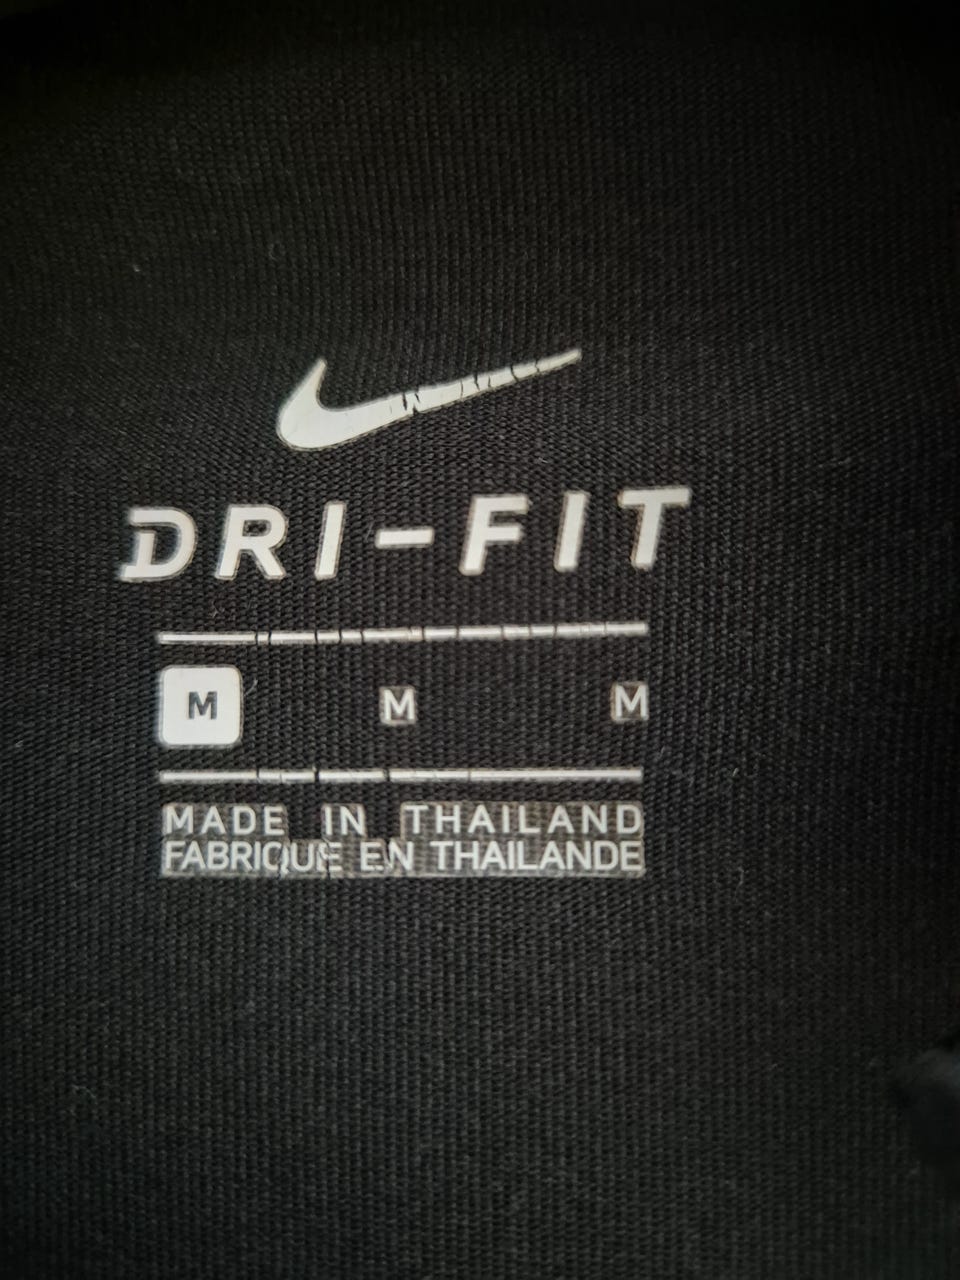 DRI-FIT
M M M
MADE IN THAILAND
FABRIQUE EN THAILANDE